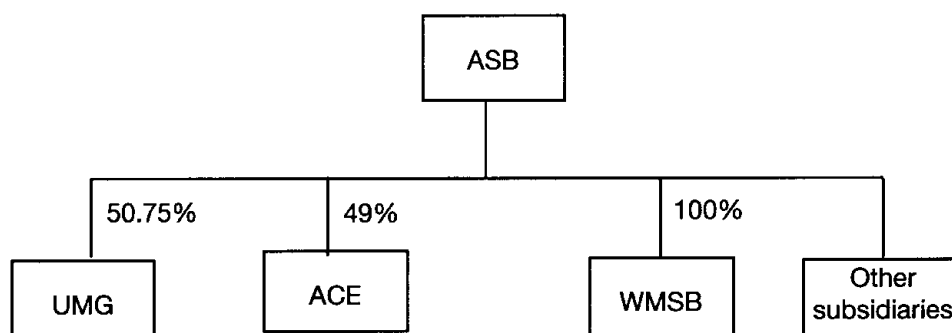 ASB
50.75%
49%
100%
UMG
ACE
WMSB
Other
subsidiaries